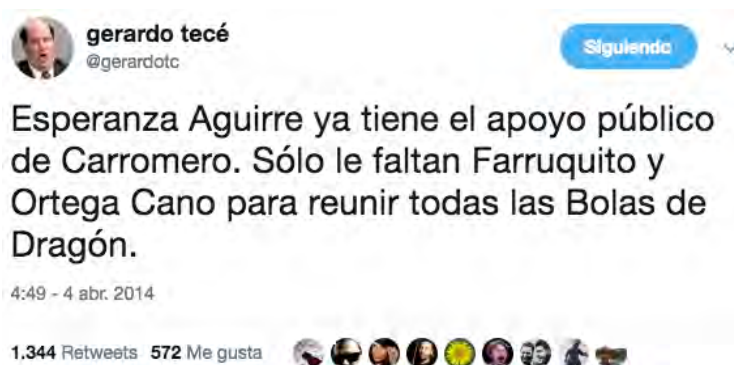 gerardo tecé
@gerardotc
Siguiendo
Esperanza Aguirre ya tiene el apoyo público
de Carromero. Sólo le faltan Farruquito y
Ortega Cano para reunir todas las Bolas de
Dragón.
4:49 - 4 abr. 2014
1.344 Retweets 572 Me gusta